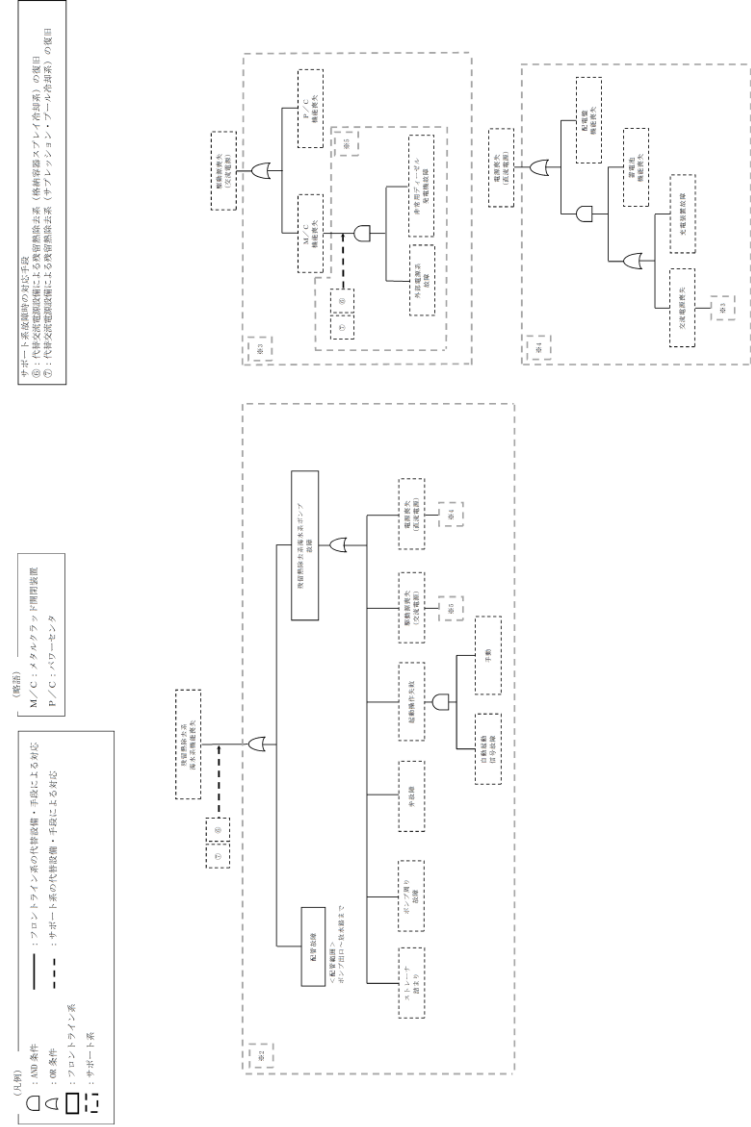 (凡例)
：AND 条件
：OR 条件
：フロントライン系
：サポート系
：フロントライン系の代替設備・手段による対応
：サポート系の代替設備・手段による対応
(略語)
M／C：メタルクラッド開閉装置
P／C：パワーセンタ
サポート系故障時の対応手段
⑥：代替交流電源設備による残留熱除去系（格納容器スプレイ冷却系）の復旧
⑦：代替交流電源設備による残留熱除去系（サプレッション・プール冷却系）の復旧
残留熱除去系
海水系機能喪失
⑦
⑥
※2
配管故障
＜配管範囲＞
ポンプ出口～放水路まで
残留熱除去系海水系ポンプ
故障
ストレーナ
詰まり
ポンプ周り
故障
弁故障
起動操作失敗
駆動源喪失
(交流電源)
電源喪失
(直流電源)
※5
※4
自動起動
信号故障
手動
駆動源喪失
(交流電源)
※3
M／C
機能喪失
P／C
機能喪失
⑦
⑥
※5
外部電源系
故障
非常用ディーゼル
発電機故障
電源喪失
(直流電源)
※4
配電盤
機能喪失
蓄電池
機能喪失
交流電源喪失
充電装置故障
※3